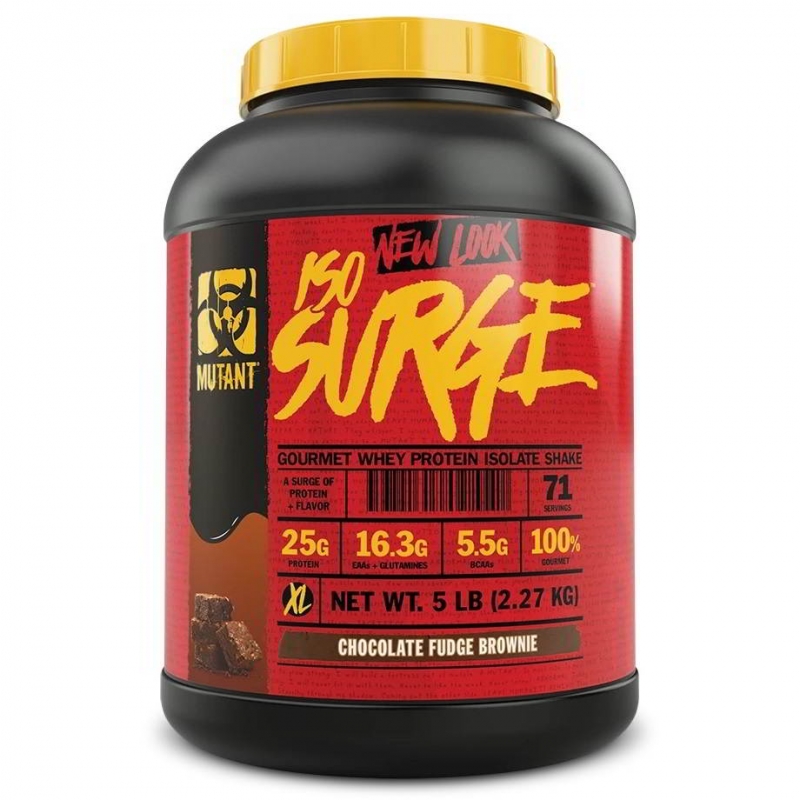 NEW LOOK
ISO
SURGE™
MUTANT®
GOURMET WHEY PROTEIN ISOLATE SHAKE
A SURGE OF
PROTEIN
+ FLAVOR
71
SERVINGS
25G
PROTEIN
16.3G
EAAs + GLUTAMINES
5.5G
BCAAs
100%
GOURMET
XL
NET WT. 5 LB (2.27 KG)
CHOCOLATE FUDGE BROWNIE